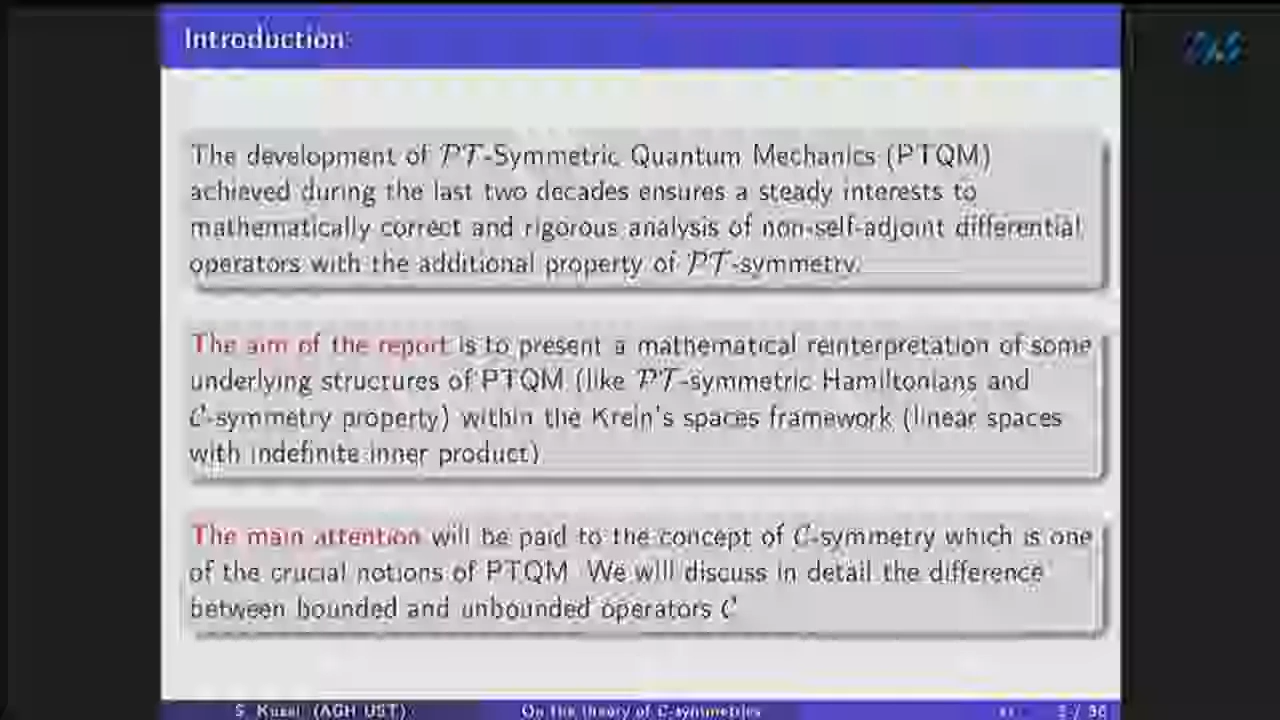 Introduction
The development of 𝒫𝒯-Symmetric Quantum Mechanics (PTQM)
achieved during the last two decades ensures a steady interests to
mathematically correct and rigorous analysis of non-self-adjoint differential
operators with the additional property of 𝒫𝒯-symmetry.
The aim of the report is to present a mathematical reinterpretation of some
underlying structures of PTQM (like 𝒫𝒯-symmetric Hamiltonians and
𝒞-symmetry property) within the Krein's spaces framework (linear spaces
with indefinite inner product)
The main attention will be paid to the concept of 𝒞-symmetry which is one
of the crucial notions of PTQM. We will discuss in detail the difference
between bounded and unbounded operators 𝒞
S. (AGH UST) On the theory of C-symmetries